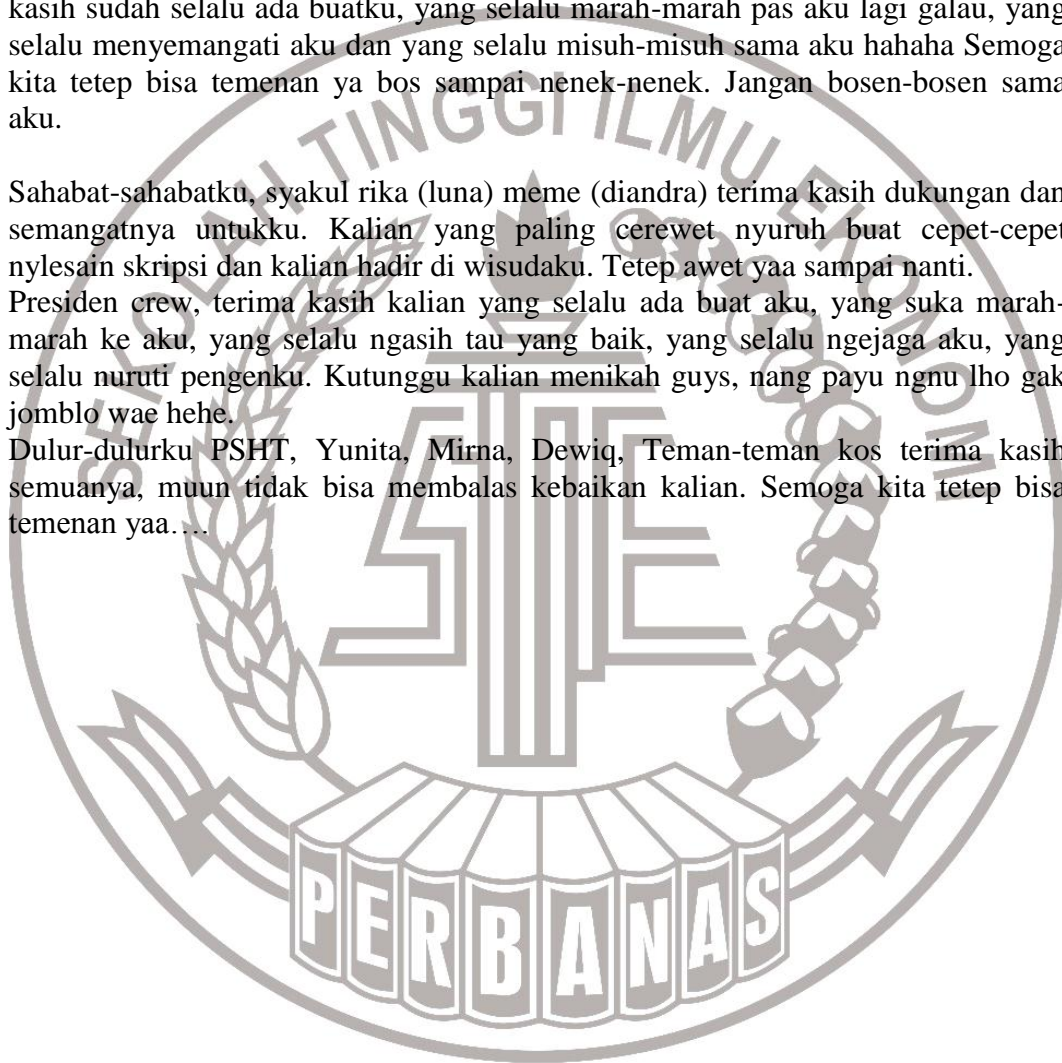 kasih sudah selalu ada buatku, yang selalu marah-marah pas aku lagi galau, yang
selalu menyemangati aku dan yang selalu misuh-misuh sama aku hahaha Semoga
kita tetep bisa temenan ya bos sampai nenek-nenek. Jangan bosen-bosen sama
aku.
Sahabat-sahabatku, syakul rika (luna) meme (diandra) terima kasih dukungan dan
semangatnya untukku. Kalian yang paling cerewet nyuruh buat cepet-cepet
nylesain skripsi dan kalian hadir di wisudaku. Tetep awet yaa sampai nanti.
Presiden crew, terima kasih kalian yang selalu ada buat aku, yang suka marah-
marah ke aku, yang selalu ngasih tau yang baik, yang selalu ngejaga aku, yang
selalu nuruti pengenku. Kutunggu kalian menikah guys, nang payu ngnu lho gak
jomblo wae hehe.
Dulur-dulurku PSHT, Yunita, Mirna, Dewiq, Teman-teman kos terima kasih
semuanya, muun tidak bisa membalas kebaikan kalian. Semoga kita tetep bisa
temenan yaa….
SEKOLAH TINGGI ILMU EKONOMI
PERBANAS